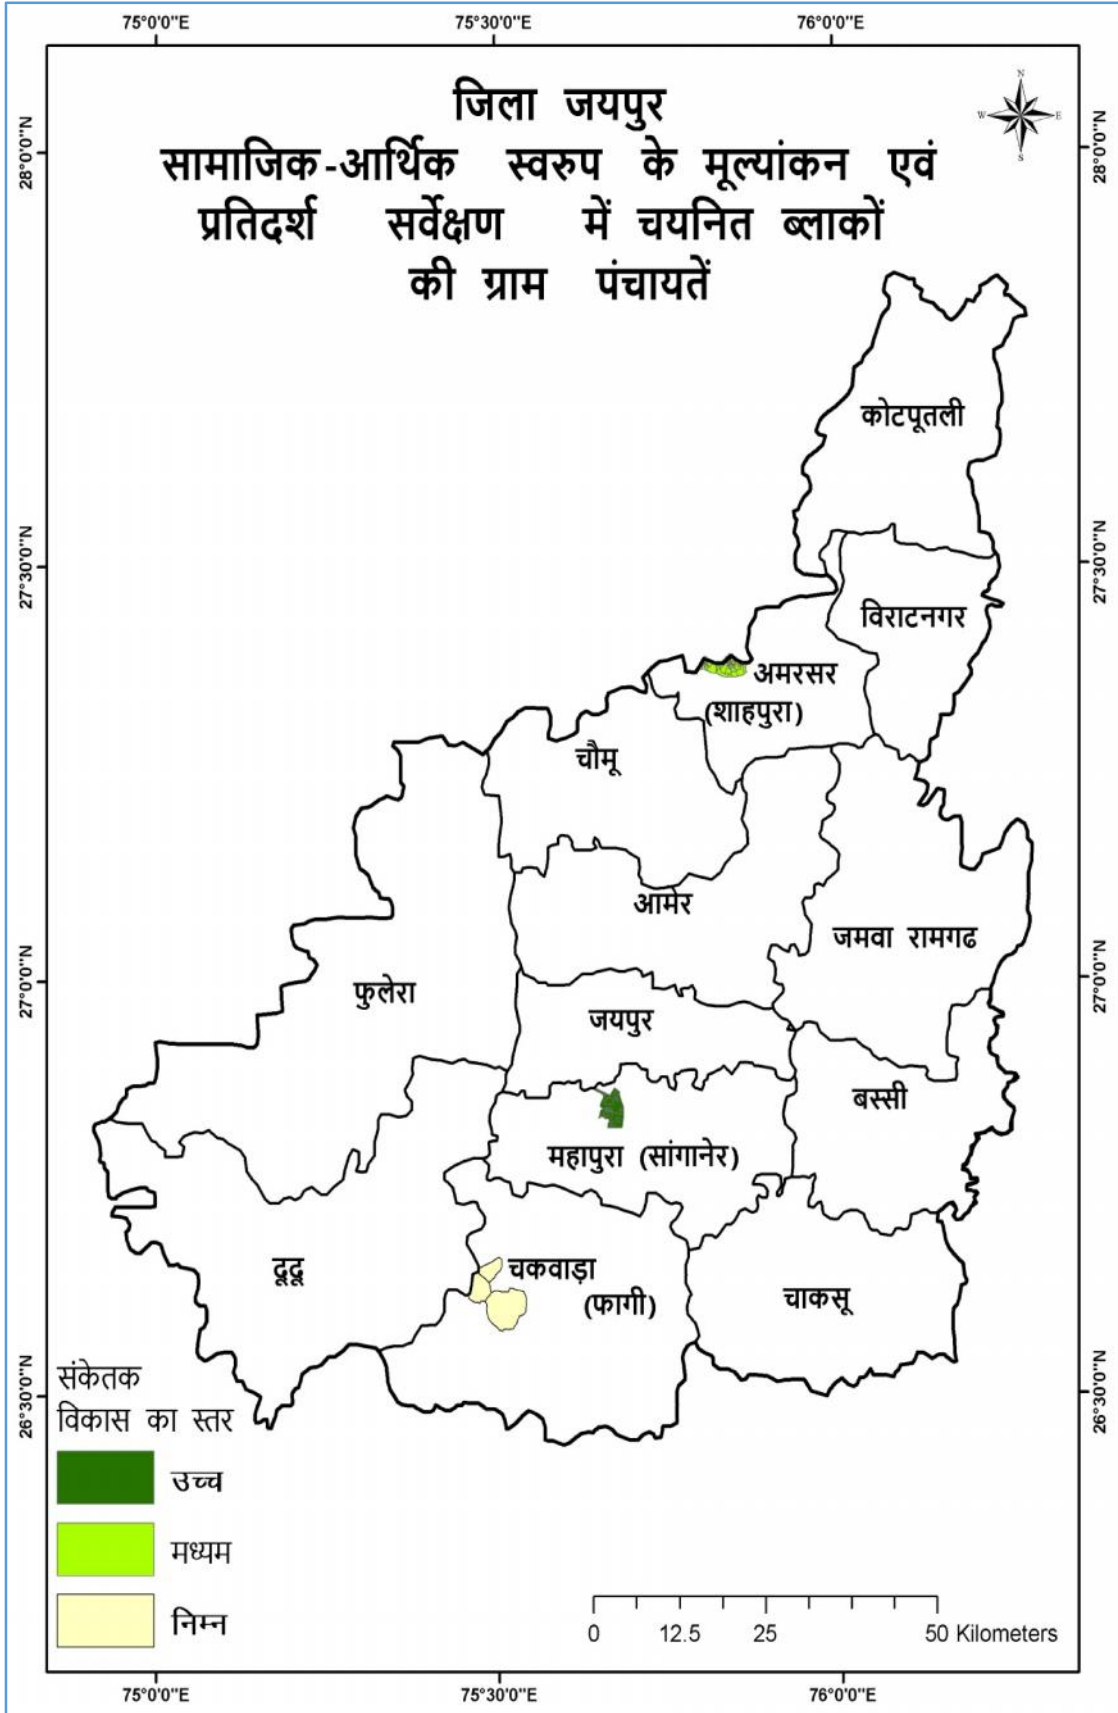 75°0'0"E 75°30'0"E 76°0'0"E
जिला जयपुर
सामाजिक-आर्थिक स्वरुप के मूल्यांकन एवं
प्रतिदर्श सर्वेक्षण में चयनित ब्लाकों
की ग्राम पंचायतें
N
W E
S
28°0'0"N 28°0'0"N
कोटपूतली
27°30'0"N 27°30'0"N
विराटनगर
अमरसर
(शाहपुरा)
चौमू
आमेर
जमवा रामगढ
27°0'0"N 27°0'0"N
फुलेरा
जयपुर
बस्सी
महापुरा (सांगानेर)
दूदू
चकवाड़ा
(फागी)
चाकसू
26°30'0"N 26°30'0"N
संकेतक
विकास का स्तर
उच्च
मध्यम
निम्न
0 12.5 25 50 Kilometers
75°0'0"E 75°30'0"E 76°0'0"E